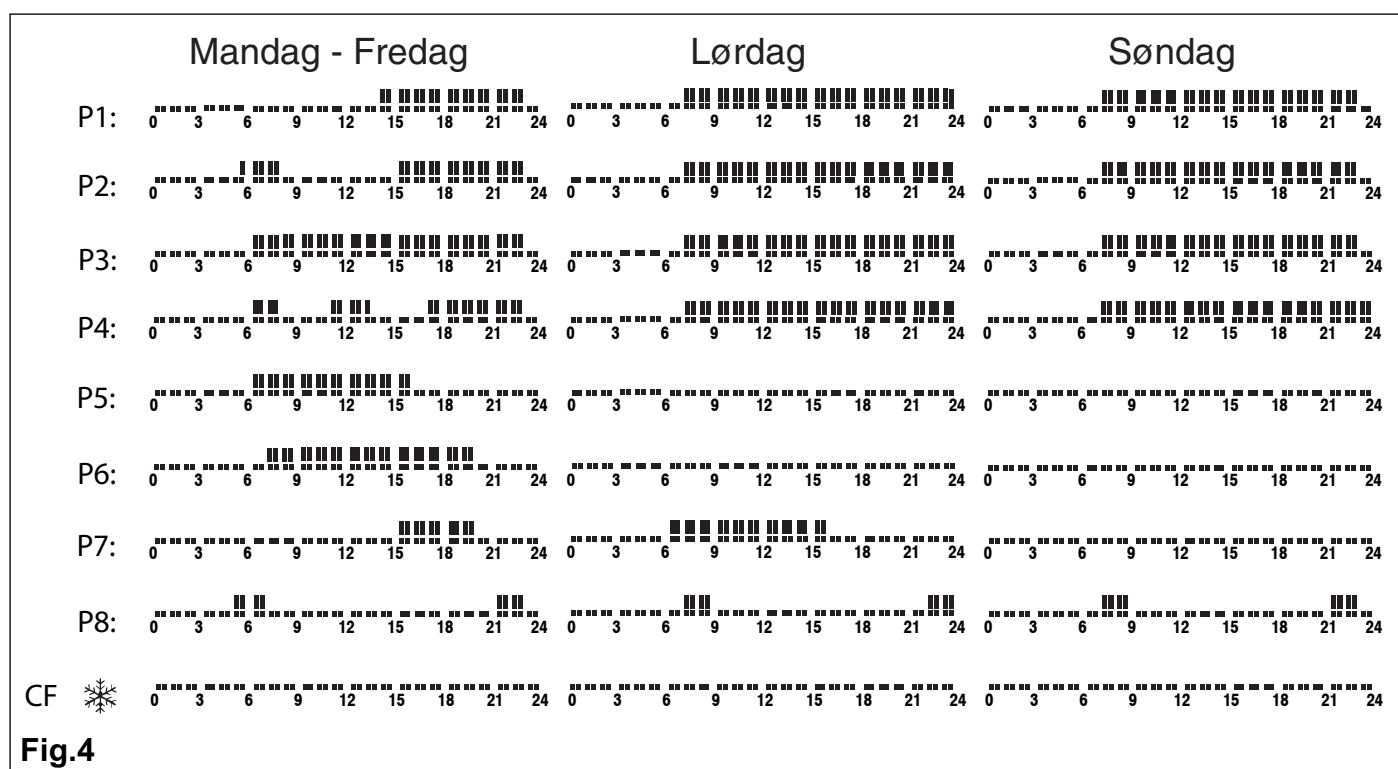 Mandag - Fredag Lørdag Søndag
P1:
0 3 6 9 12 15 18 21 24 0 3 6 9 12 15 18 21 24 0 3 6 9 12 15 18 21 24
P2:
0 3 6 9 12 15 18 21 24 0 3 6 9 12 15 18 21 24 0 3 6 9 12 15 18 21 24
P3:
0 3 6 9 12 15 18 21 24 0 3 6 9 12 15 18 21 24 0 3 6 9 12 15 18 21 24
P4:
0 3 6 9 12 15 18 21 24 0 3 6 9 12 15 18 21 24 0 3 6 9 12 15 18 21 24
P5:
0 3 6 9 12 15 18 21 24 0 3 6 9 12 15 18 21 24 0 3 6 9 12 15 18 21 24
P6:
0 3 6 9 12 15 18 21 24 0 3 6 9 12 15 18 21 24 0 3 6 9 12 15 18 21 24
P7:
0 3 6 9 12 15 18 21 24 0 3 6 9 12 15 18 21 24 0 3 6 9 12 15 18 21 24
P8:
0 3 6 9 12 15 18 21 24 0 3 6 9 12 15 18 21 24 0 3 6 9 12 15 18 21 24
CF
0 3 6 9 12 15 18 21 24 0 3 6 9 12 15 18 21 24 0 3 6 9 12 15 18 21 24
Fig.4